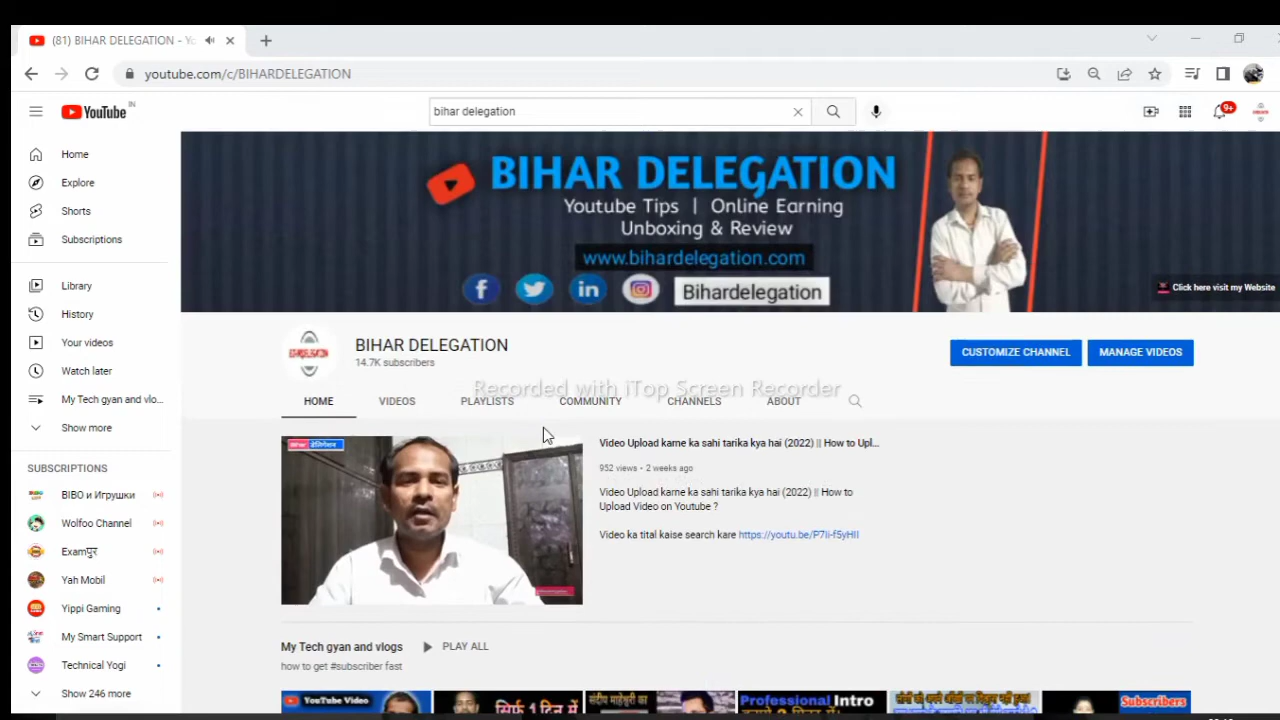 (81) BIHAR DELEGATION - Yo
youtube.com/c/BIHARDELEGATION
YouTube IN
bihar delegation
9+
Home
Explore
Shorts
Subscriptions
Library
History
Your videos
Watch later
My Tech gyan and vlo...
Show more
SUBSCRIPTIONS
BIBO и Игрушки
Wolfoo Channel
Examपुर
Yah Mobil
Yippi Gaming
My Smart Support
Technical Yogi
Show 246 more
BIHAR DELEGATION
Youtube Tips | Online Earning
Unboxing & Review
www.bihardelegation.com
Bihardelegation
Click here visit my Website
BIHAR DELEGATION
14.7K subscribers
CUSTOMIZE CHANNEL
MANAGE VIDEOS
Recorded with iTop Screen Recorder
HOME
VIDEOS
PLAYLISTS
COMMUNITY
CHANNELS
ABOUT
Video Upload karne ka sahi tarika kya hai (2022) || How to Upl...
952 views • 2 weeks ago
Video Upload karne ka sahi tarika kya hai (2022) || How to
Upload Video on Youtube ?
Video ka tital kaise search kare https://youtu.be/P7Ii-f5yHII
My Tech gyan and vlogs
PLAY ALL
how to get #subscriber fast
YouTube Video
सिर्फ 1 दिन में
संदीप माहेश्वरी का
Professional Intro
Subscribers